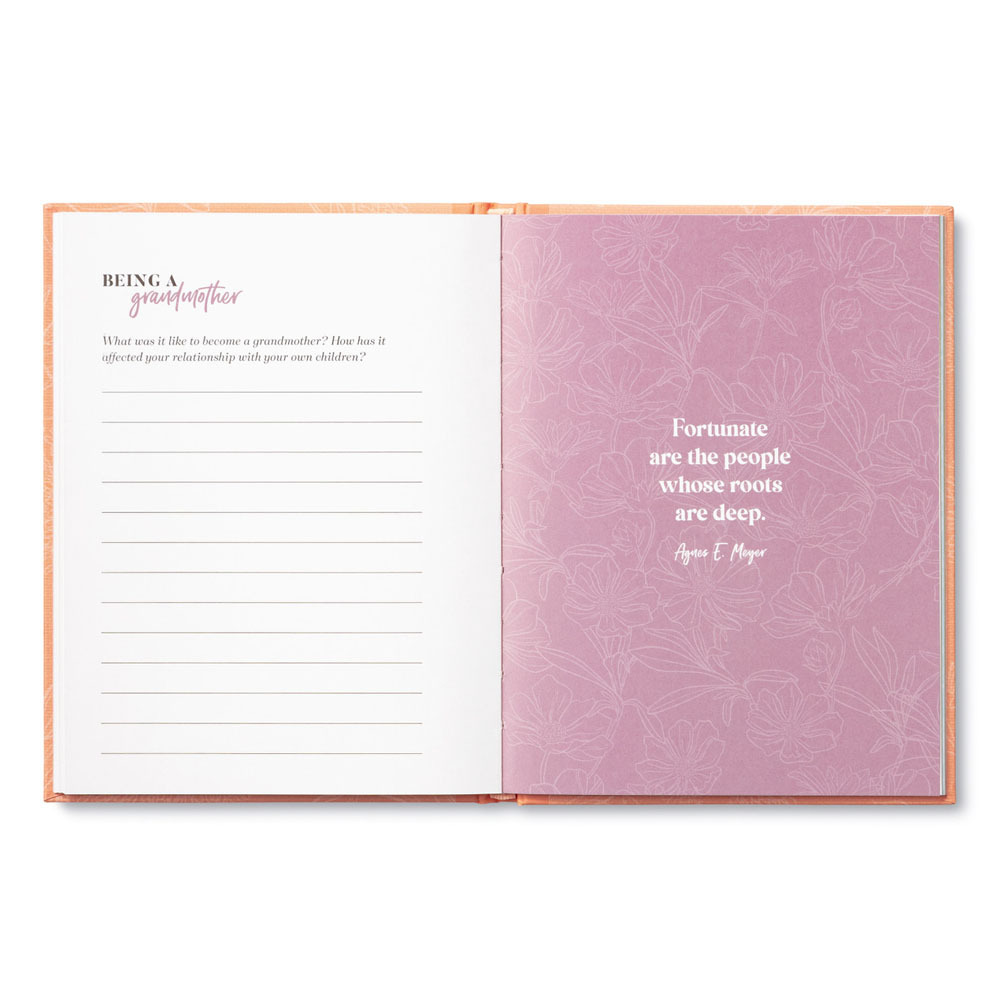 BEING A
grandmother
What was it like to become a grandmother? How has it
affected your relationship with your own children?
Fortunate
are the people
whose roots
are deep.
Agnes E. Meyer